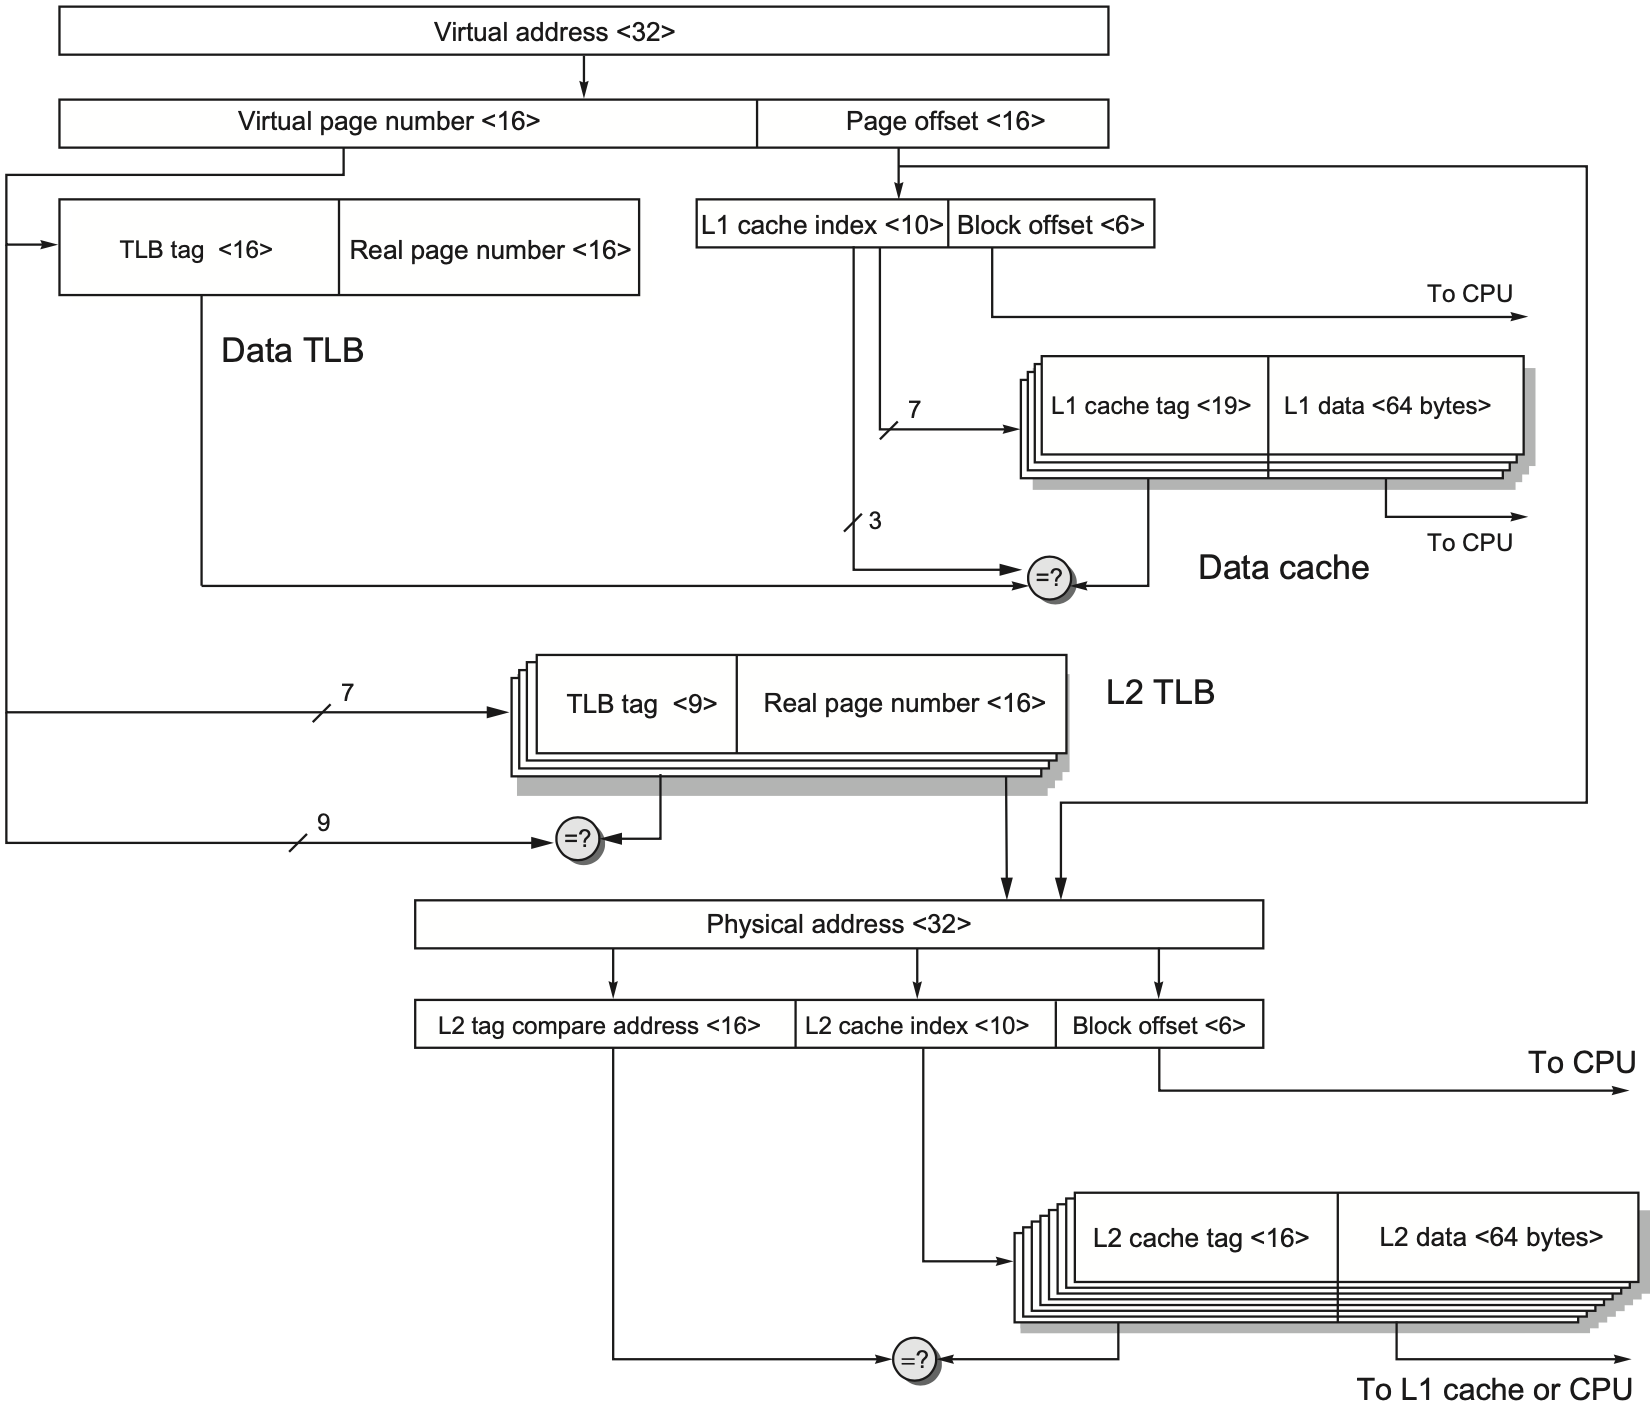 Virtual address <32>
Virtual page number <16>
Page offset <16>
L1 cache index <10>
Block offset <6>
TLB tag <16>
Real page number <16>
To CPU
Data TLB
L1 cache tag <19>
L1 data <64 bytes>
7
3
To CPU
Data cache
=?
7
TLB tag <9>
Real page number <16>
L2 TLB
9
=?
Physical address <32>
L2 tag compare address <16>
L2 cache index <10>
Block offset <6>
To CPU
L2 cache tag <16>
L2 data <64 bytes>
=?
To L1 cache or CPU